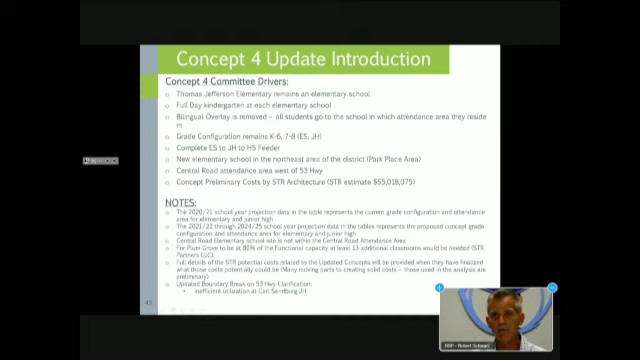 Concept 4 Update Introduction
Concept 4 Committee Drivers:
Thomas Jefferson Elementary remains an elementary school
Full Day kindergarten at each elementary school
Bilingual Overlay is removed – all students go to the school in which attendance area they reside
in
Grade Configuration remains K-6, 7-8 (ES, JH)
Complete ES to JH to HS Feeder
New elementary school in the northeast area of the district (Park Place Area?)
Central Road attendance area west of 53 Hwy
Concept Preliminary Costs by STR Architecture (STR estimate $55,018,075)
NOTES:
The 2020/21 school year projection data in the table represents the current grade configuration and attendance
area for elementary and junior high
The 2021/22 through 2024/25 school year projection data in the tables represents the proposed concept grade
configuration and attendance area for elementary and junior high
Central Road Elementary school site is not within the Central Road Attendance Area
For Plum Grove to be at 80% of the Functional capacity at least 13 additional classrooms would be needed (STR
Partners LLC).
Full details of the STR potential costs related to the Updated Concepts will be provided when they have finalized
what those costs potentially could be (Many moving parts to creating solid costs – those used in the analysis are
preliminary)
Updated Boundary Break on 53 Hwy Clarification:
inefficient utilization at Carl Sandburg JH
43
RSP - Robert Schwarz